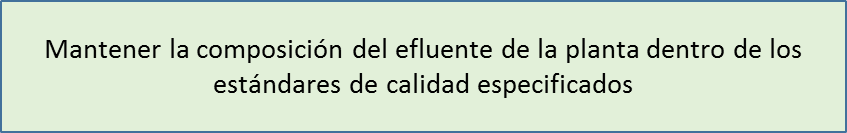 Mantener la composición del efluente de la planta dentro de los
estándares de calidad especificados